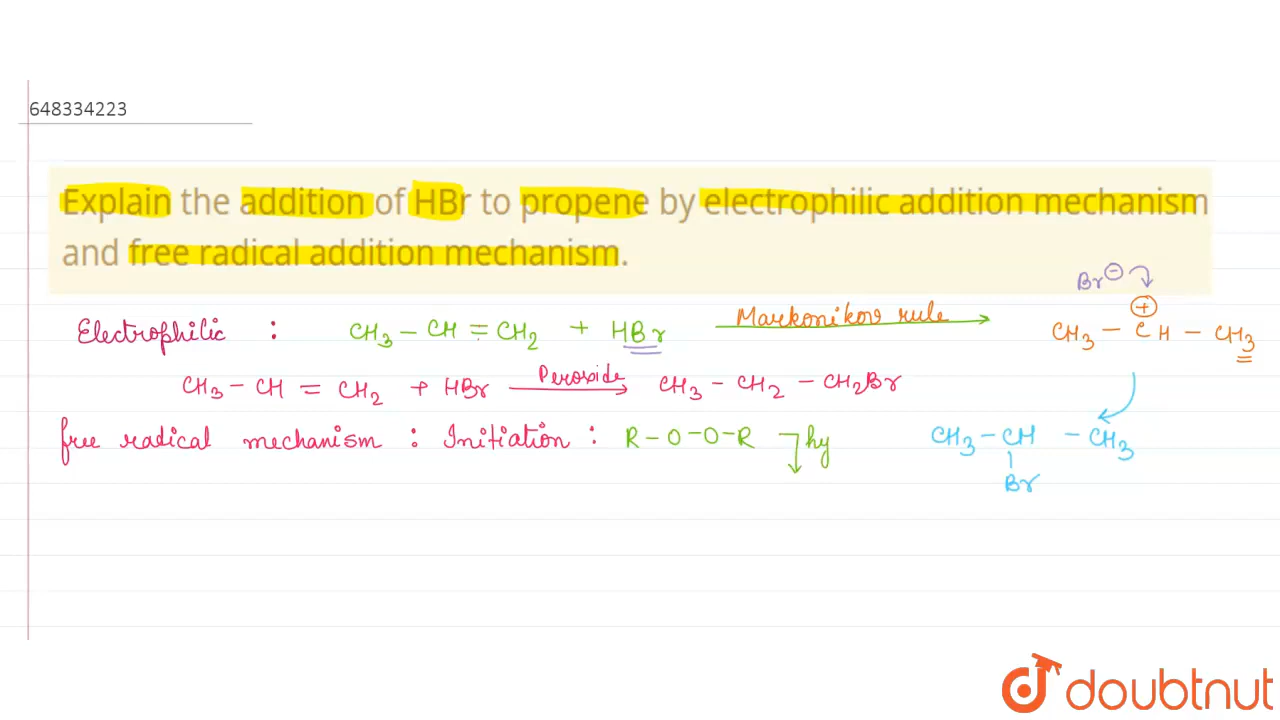 648334223
Explain the addition of HBr to propene by electrophilic addition mechanism
and free radical addition mechanism.
Br⊖
Electrophilic : CH₃ – CH = CH₂ + HBr Markonikov rule CH₃ – C⊕H – CH₃
CH₃ – CH = CH₂ + HBr Peroxide CH₃ – CH₂ – CH₂Br
free radical mechanism : Initiation : R – O – O – R hγ CH₃ – CH – CH₃
Br
doubtnut